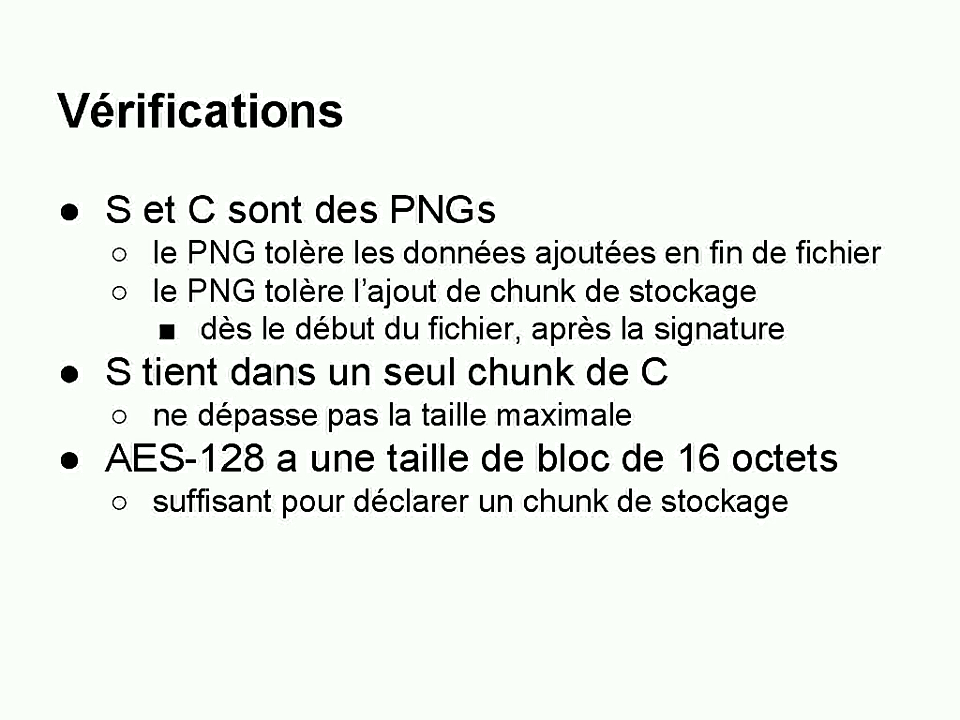 Vérifications
● S et C sont des PNGs
○ le PNG tolère les données ajoutées en fin de fichier
○ le PNG tolère l’ajout de chunk de stockage
■ dès le début du fichier, après la signature
● S tient dans un seul chunk de C
○ ne dépasse pas la taille maximale
● AES-128 a une taille de bloc de 16 octets
○ suffisant pour déclarer un chunk de stockage